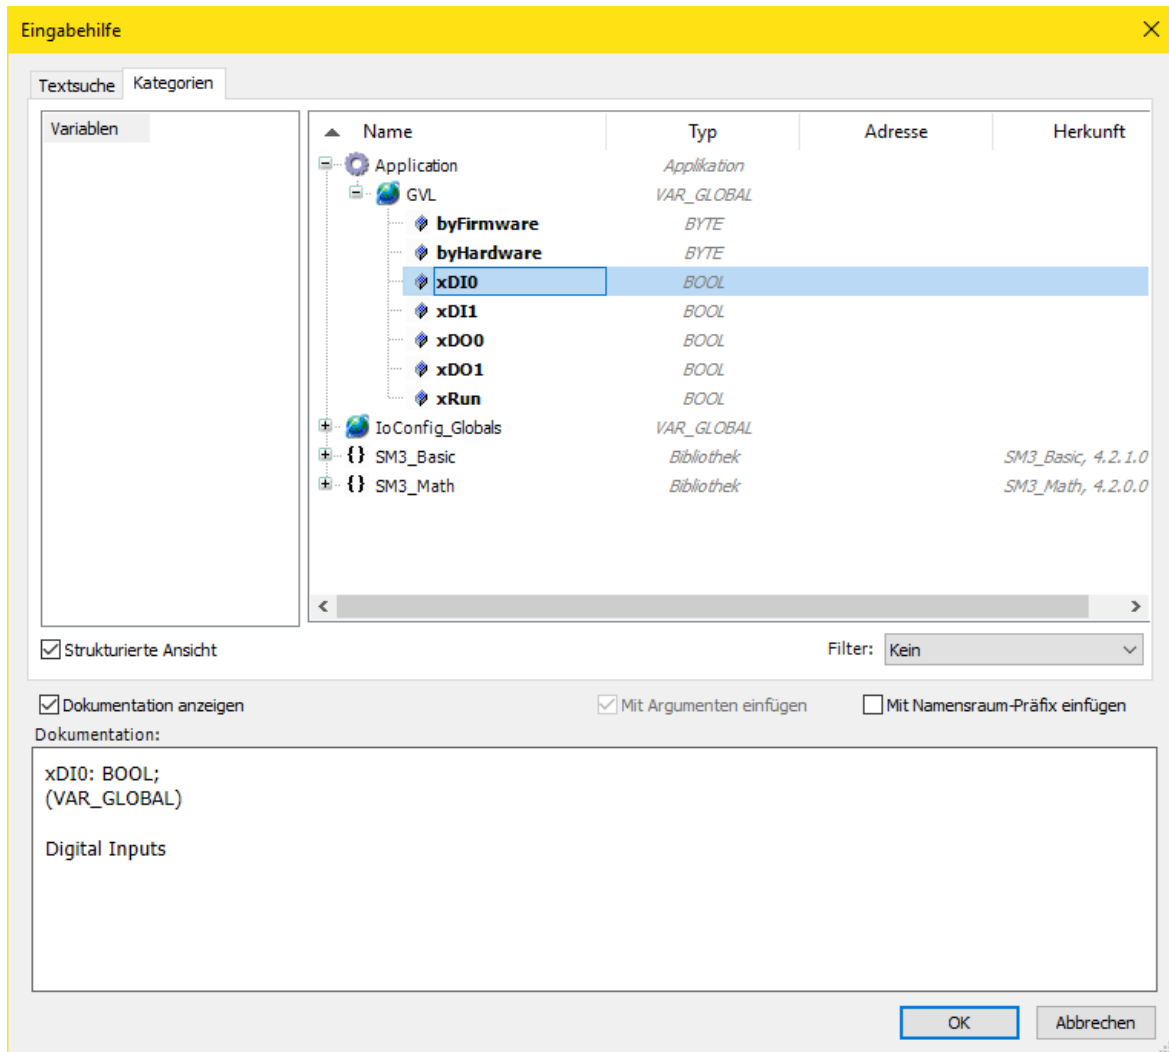 Eingabehilfe
Textsuche Kategorien
Variablen
Name Typ Adresse Herkunft
Application Applikation
GVL VAR_GLOBAL
byFirmware BYTE
byHardware BYTE
xDI0 BOOL
xDI1 BOOL
xDO0 BOOL
xDO1 BOOL
xRun BOOL
IoConfig_Globals VAR_GLOBAL
{} SM3_Basic Bibliothek SM3_Basic, 4.2.1.0
{} SM3_Math Bibliothek SM3_Math, 4.2.0.0
Strukturierte Ansicht Filter: Kein
Dokumentation anzeigen Mit Argumenten einfügen Mit Namensraum-Präfix einfügen
Dokumentation:
xDI0: BOOL;
(VAR_GLOBAL)
Digital Inputs
OK Abbrechen